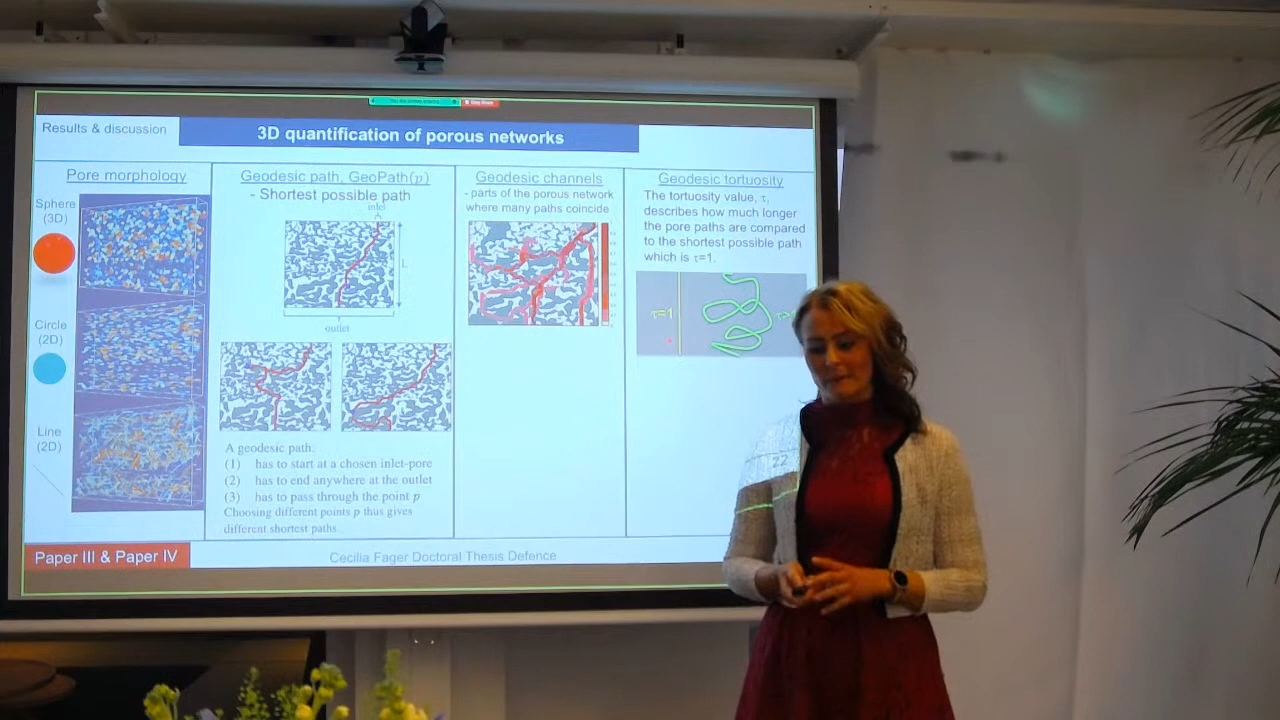 Results & discussion
3D quantification of porous networks
Pore morphology
Sphere
(3D)
Circle
(2D)
Line
(2D)
Geodesic path, GeoPath(p)
- Shortest possible path
inlet
L
outlet
A geodesic path:
(1) has to start at a chosen inlet-pore
(2) has to end anywhere at the outlet
(3) has to pass through the point p
Choosing different points p thus gives
different shortest paths.
Geodesic channels
- parts of the porous network
where many paths coincide
Geodesic tortuosity
The tortuosity value, τ,
describes how much longer
the pore paths are compared
to the shortest possible path
which is τ=1.
τ=1
Paper III & Paper IV
Cecilia Fager Doctoral Thesis Defence
22